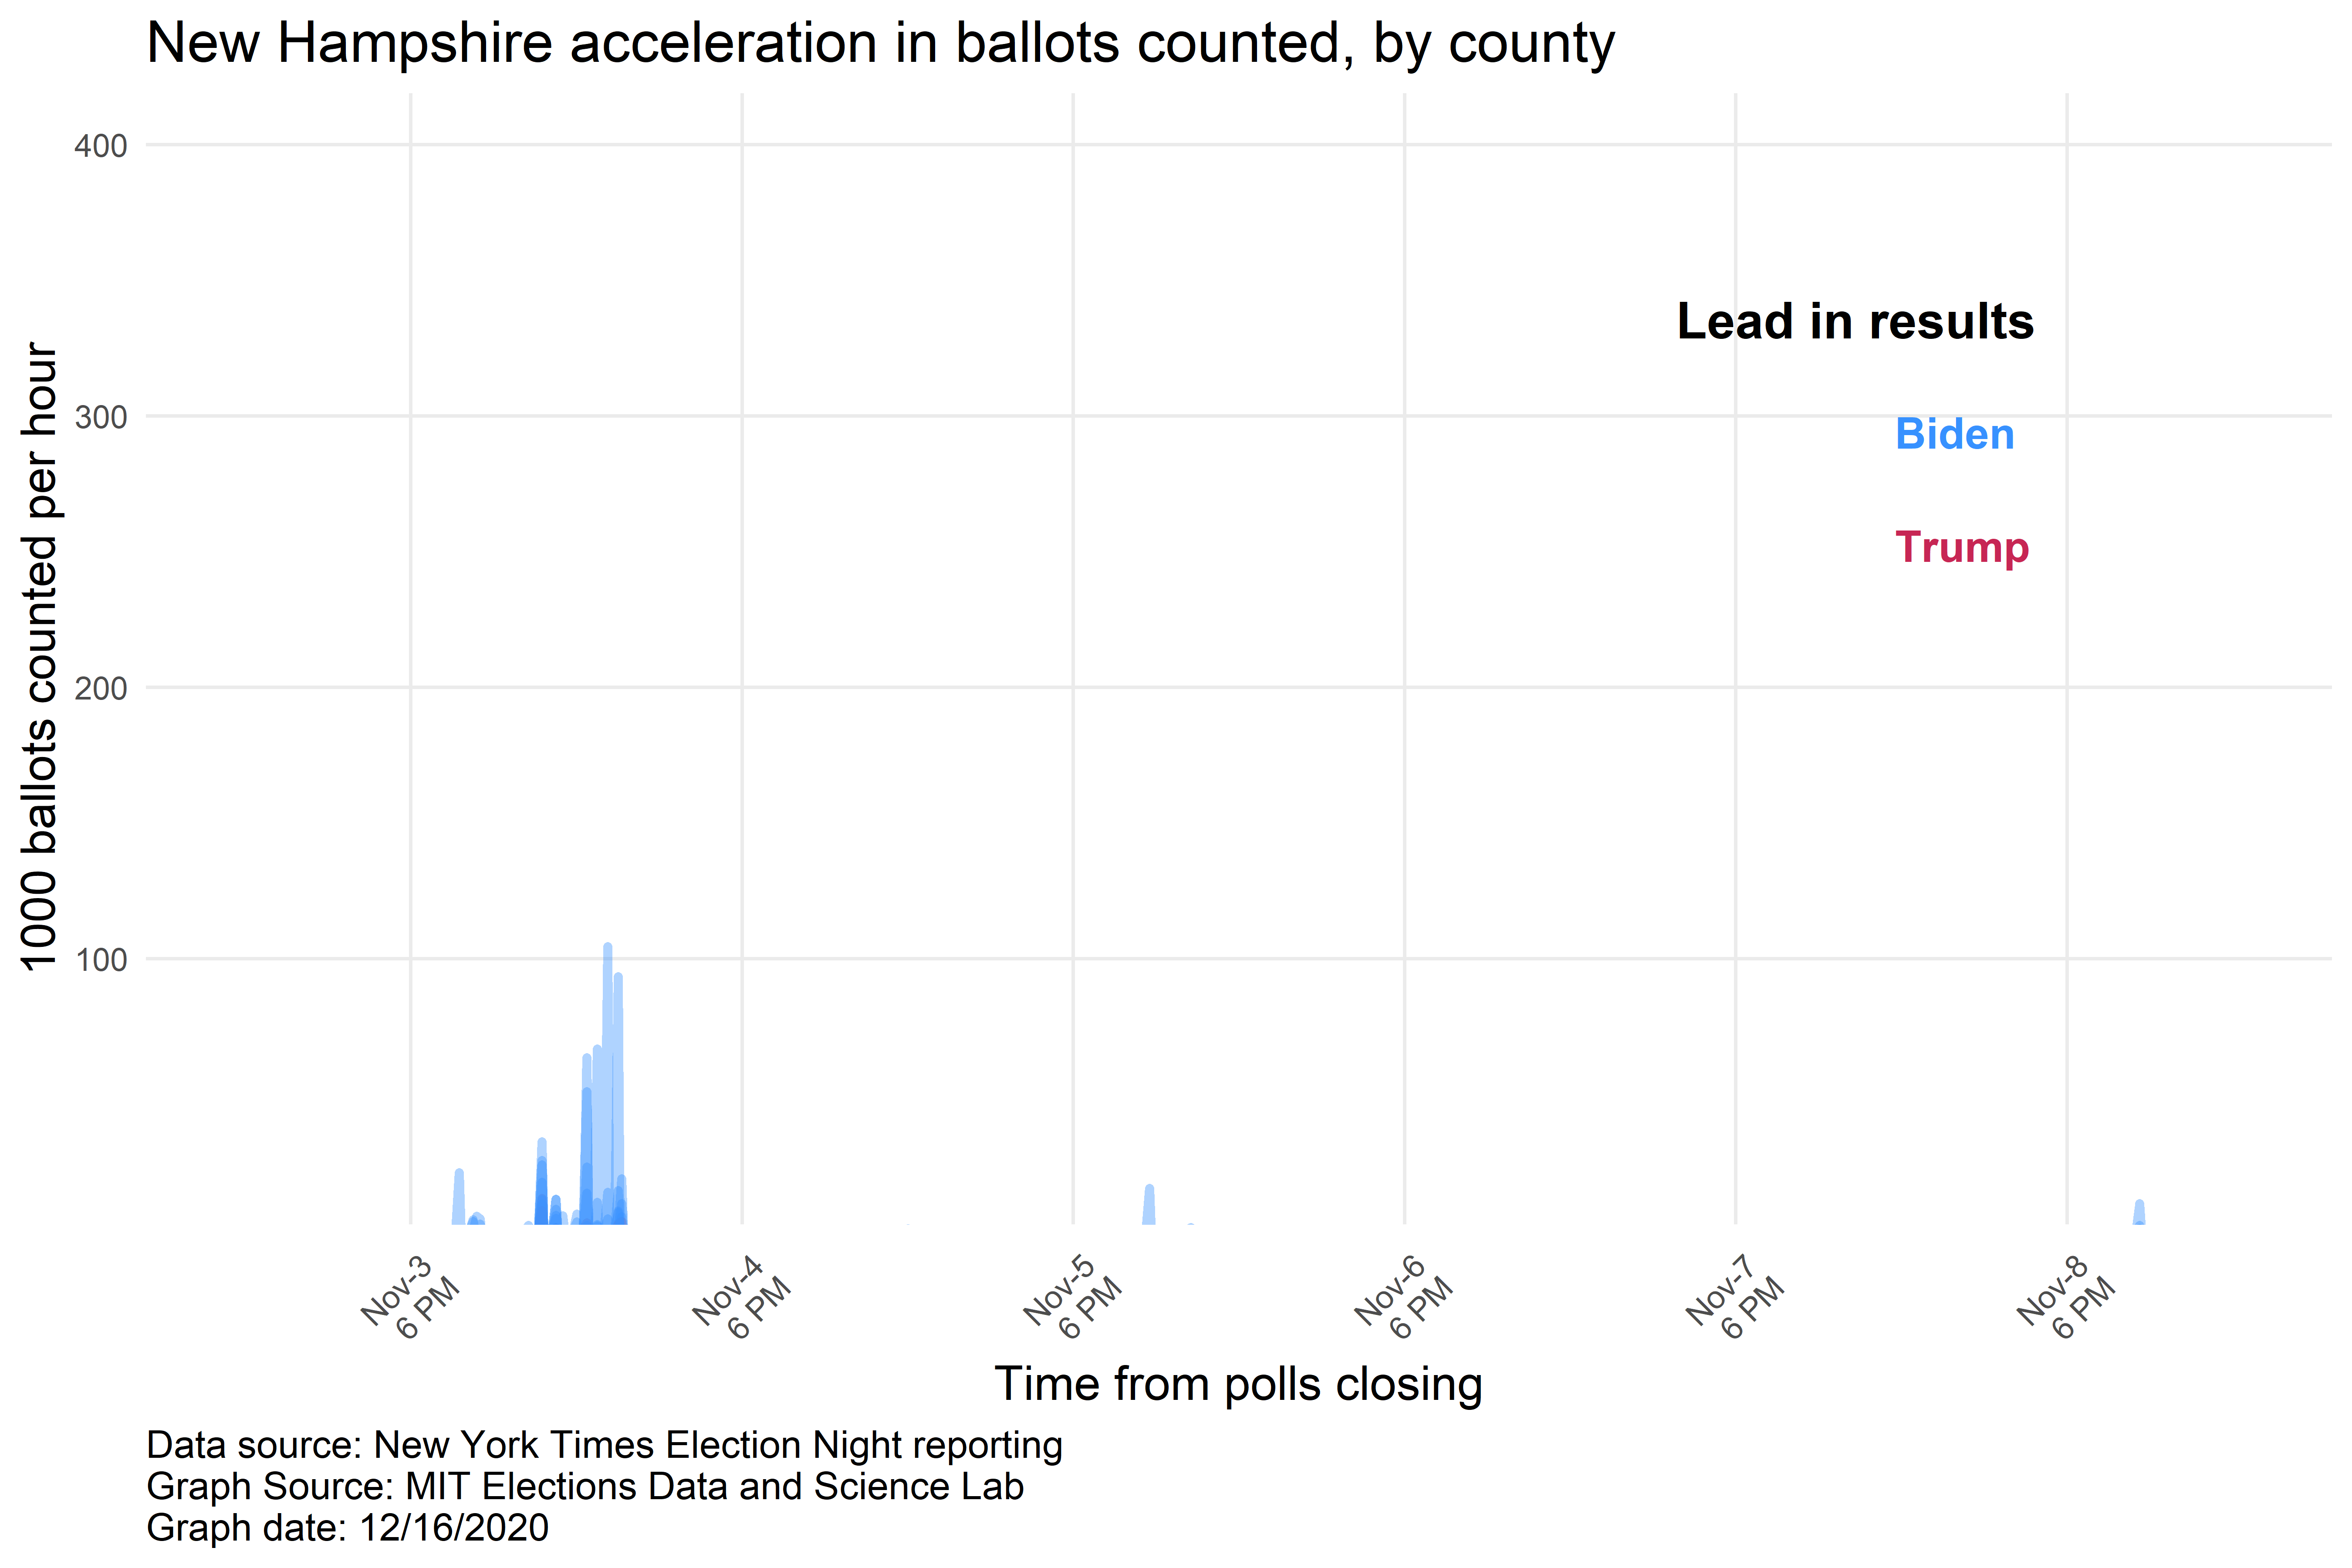 New Hampshire acceleration in ballots counted, by county
1000 ballots counted per hour
400
300
200
100
Lead in results
Biden
Trump
Nov-3
6 PM
Nov-4
6 PM
Nov-5
6 PM
Nov-6
6 PM
Nov-7
6 PM
Nov-8
6 PM
Time from polls closing
Data source: New York Times Election Night reporting
Graph Source: MIT Elections Data and Science Lab
Graph date: 12/16/2020